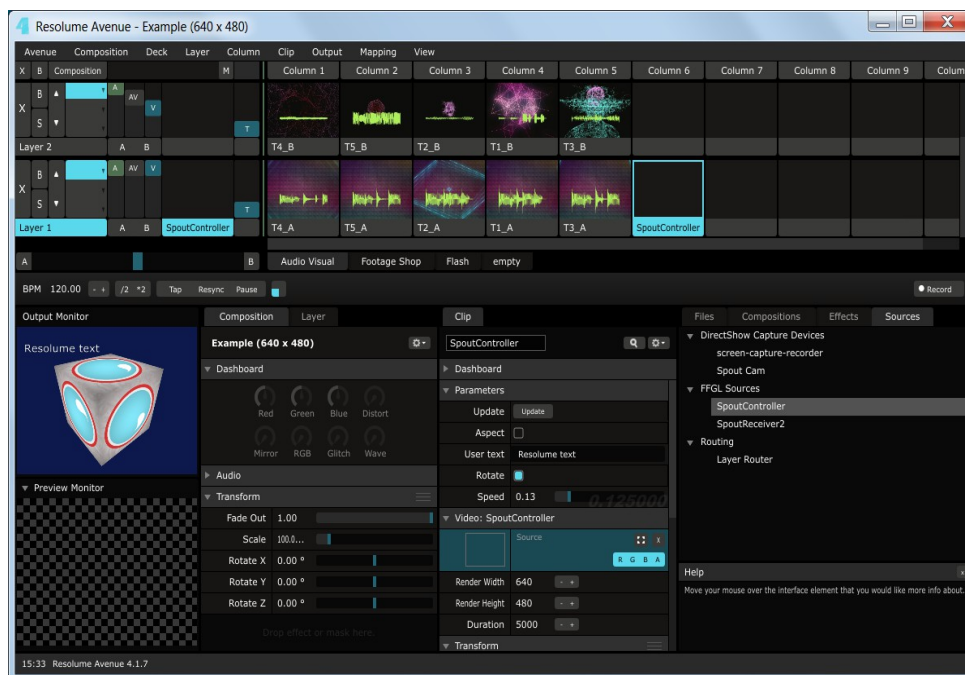 Resolume Avenue - Example (640 x 480)
Avenue Composition Deck Layer Column Clip Output Mapping View
X B Composition M Column 1 Column 2 Column 3 Column 4 Column 5 Column 6 Column 7 Column 8 Column 9 Colum
B A AV V
X
S T
Layer 2 A B T4_B T5_B T2_B T1_B T3_B
B A AV V
X
S T
Layer 1 A B SpoutController T4_A T5_A T2_A T1_A T3_A SpoutController
A B Audio Visual Footage Shop Flash empty
BPM 120.00 - + /2 *2 Tap Resync Pause Record
Output Monitor Composition Layer Clip Files Compositions Effects Sources
Resolume text
Example (640 x 480) SpoutController
DirectShow Capture Devices
screen-capture-recorder
Dashboard Dashboard
Spout Cam
Parameters
FFGL Sources
Red Green Blue Distort
Update Update
SpoutController
Aspect
SpoutReceiver2
Mirror RGB Glitch Wave
User text Resolume text
Routing
Layer Router
Audio
Rotate
Preview Monitor
Transform
Speed 0.13 0.125000
Fade Out 1.00
Video: SpoutController
Scale 100.0...
Source x
Rotate X 0.00 °
R G B A
Help x
Rotate Y 0.00 °
Render Width 640 - +
Move your mouse over the interface element that you would like more info about.
Rotate Z 0.00 °
Render Height 480 - +
Duration 5000 - +
Drop effect or mask here.
Transform
15:33 Resolume Avenue 4.1.7